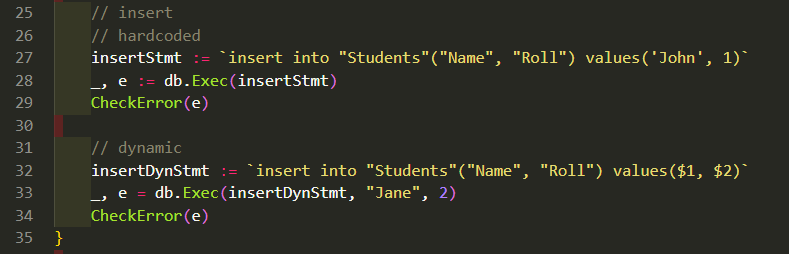 25 // insert
26 // hardcoded
27 insertStmt := `insert into "Students"("Name", "Roll") values('John', 1)`
28 _, e := db.Exec(insertStmt)
29 CheckError(e)
30
31 // dynamic
32 insertDynStmt := `insert into "Students"("Name", "Roll") values($1, $2)`
33 _, e = db.Exec(insertDynStmt, "Jane", 2)
34 CheckError(e)
35 }